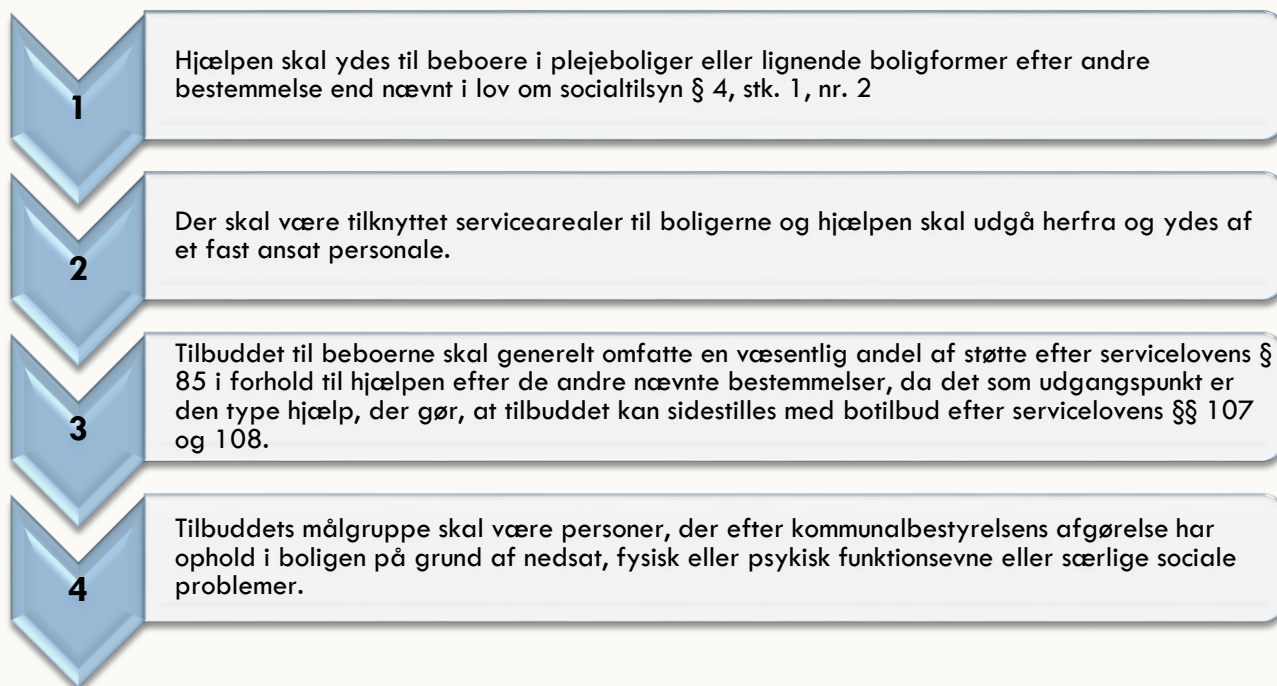 1
Hjælpen skal ydes til beboere i plejeboliger eller lignende boligformer efter andre
bestemmelse end nævnt i lov om socialtilsyn § 4, stk. 1, nr. 2
2
Der skal være tilknyttet servicearealer til boligerne og hjælpen skal udgå herfra og ydes af
et fast ansat personale.
3
Tilbuddet til beboerne skal generelt omfatte en væsentlig andel af støtte efter servicelovens §
85 i forhold til hjælpen efter de andre nævnte bestemmelser, da det som udgangspunkt er
den type hjælp, der gør, at tilbuddet kan sidestilles med botilbud efter servicelovens §§ 107
og 108.
4
Tilbuddets målgruppe skal være personer, der efter kommunalbestyrelsens afgørelse har
ophold i boligen på grund af nedsat, fysisk eller psykisk funktionsevne eller særlige sociale
problemer.